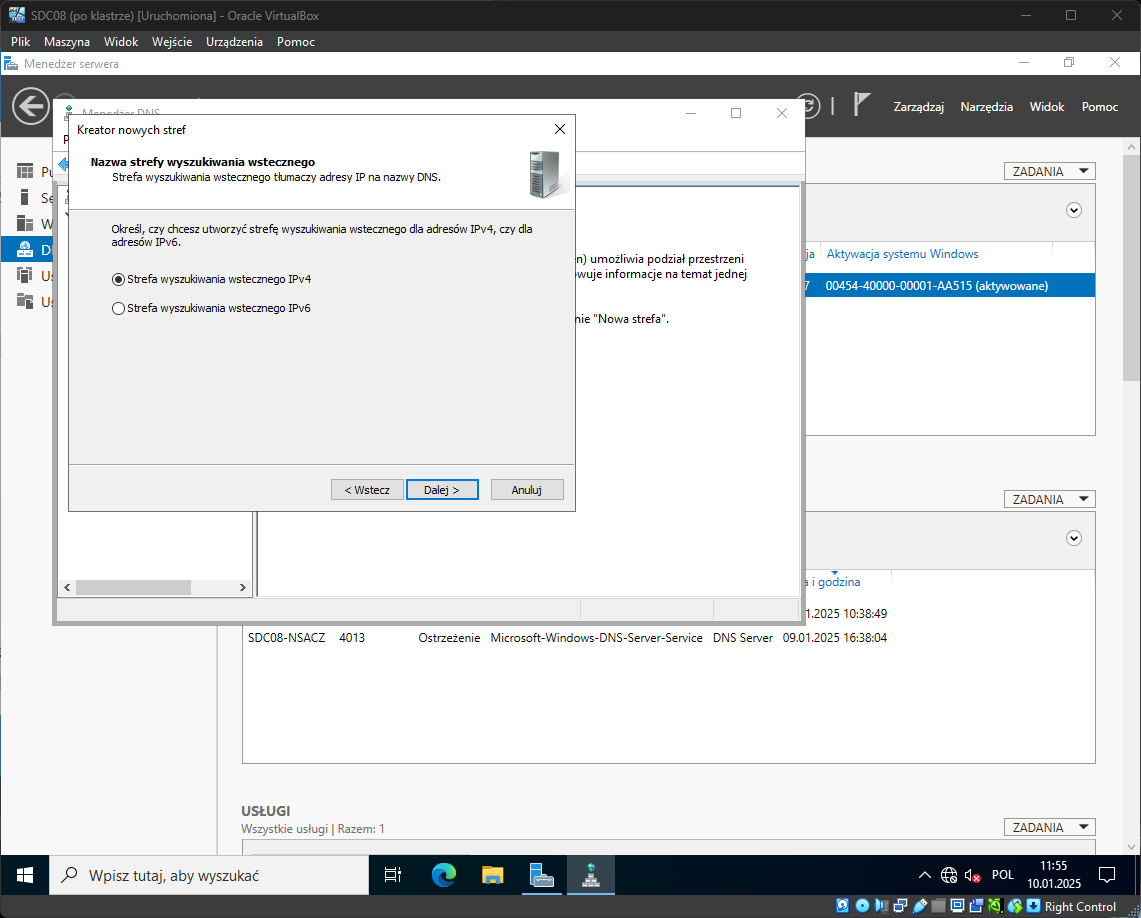 SDC08 (po klastrze) [Uruchomiona] - Oracle VirtualBox
Plik Maszyna Widok Wejście Urządzenia Pomoc
Menedżer serwera
Menedżer DNS
Zarządzaj Narzędzia Widok Pomoc
Kreator nowych stref
Nazwa strefy wyszukiwania wstecznego
Strefa wyszukiwania wstecznego tłumaczy adresy IP na nazwy DNS.
Określ, czy chcesz utworzyć strefę wyszukiwania wstecznego dla adresów IPv4, czy dla
adresów IPv6.
Strefa wyszukiwania wstecznego IPv4
Strefa wyszukiwania wstecznego IPv6
< Wstecz Dalej > Anuluj
n) umożliwia podział przestrzeni
wuje informacje na temat jednej
nie "Nowa strefa".
ZADANIA
ja Aktywacja systemu Windows
7 00454-40000-00001-AA515 (aktywowane)
ZADANIA
a i godzina
1.2025 10:38:49
SDC08-NSACZ 4013 Ostrzeżenie Microsoft-Windows-DNS-Server-Service DNS Server 09.01.2025 16:38:04
USŁUGI
Wszystkie usługi | Razem: 1
ZADANIA
Wpisz tutaj, aby wyszukać
POL
11:55
10.01.2025
Right Control